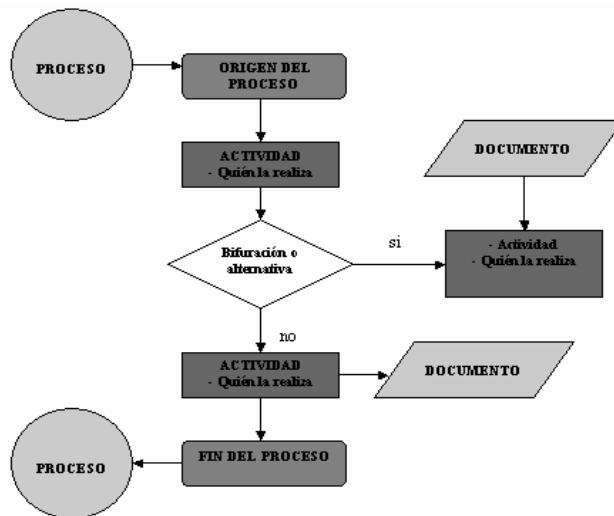 PROCESO
ORIGEN DEL
PROCESO
ACTIVIDAD
- Quién la realiza
DOCUMENTO
Bifuración o
alternativa
si
- Actividad
- Quién la realiza
no
ACTIVIDAD
- Quién la realiza
DOCUMENTO
FIN DEL PROCESO
PROCESO